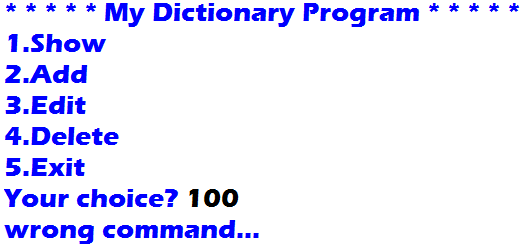 * * * * * My Dictionary Program * * * * *
1.Show
2.Add
3.Edit
4.Delete
5.Exit
Your choice? 100
wrong command...